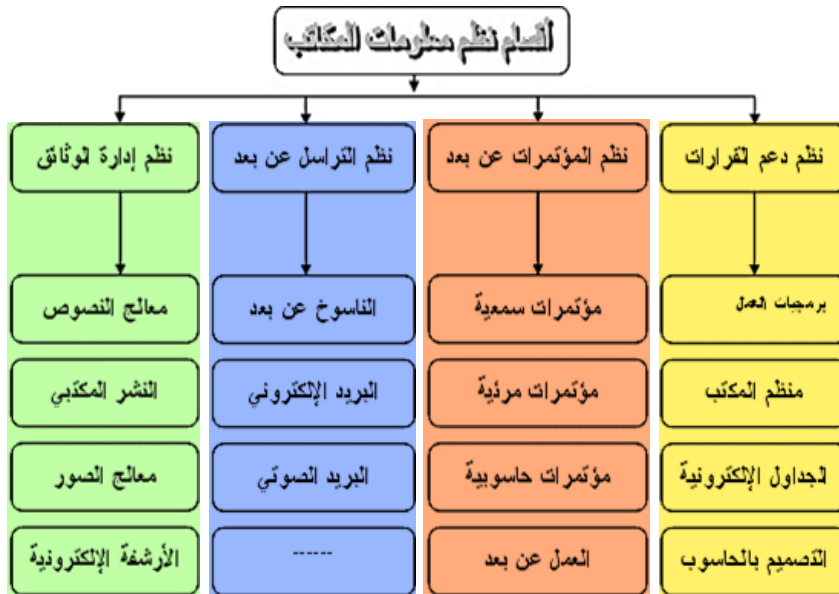 أقسام نظم معلومات المكاتب
نظم دعم القرارات
نظم المؤتمرات عن بعد
نظم التراسل عن بعد
نظم إدارة الوثائق
برمجيات العمل
مؤتمرات سمعية
الناسوخ عن بعد
معالج النصوص
منظم المكتب
مؤتمرات مرئية
البريد الإلكتروني
النشر المكتبي
الجداول الإلكترونية
مؤتمرات حاسوبية
البريد الصوتي
معالج الصور
التصميم بالحاسوب
العمل عن بعد
------
الأرشفة الإلكترونية